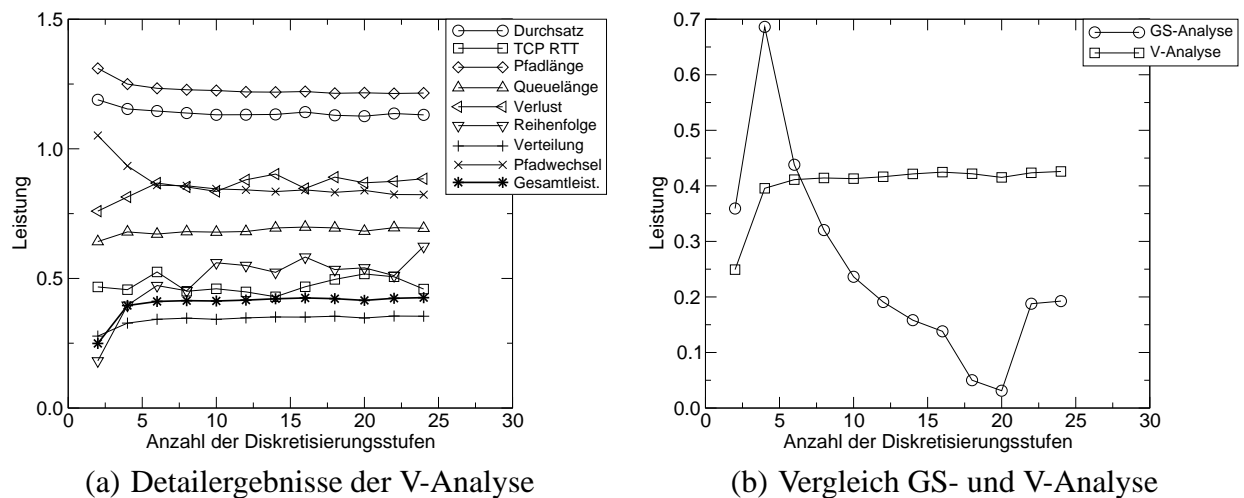 1.5
1.0
0.5
0.0
Leistung
0
5
10
15
20
25
30
Anzahl der Diskretisierungsstufen
Durchsatz
TCP RTT
Pfadlänge
Queuelänge
Verlust
Reihenfolge
Verteilung
Pfadwechsel
Gesamtleist.
(a) Detailergebnisse der V-Analyse
0.7
0.6
0.5
0.4
0.3
0.2
0.1
0.0
Leistung
0
5
10
15
20
25
30
Anzahl der Diskretisierungsstufen
GS-Analyse
V-Analyse
(b) Vergleich GS- und V-Analyse